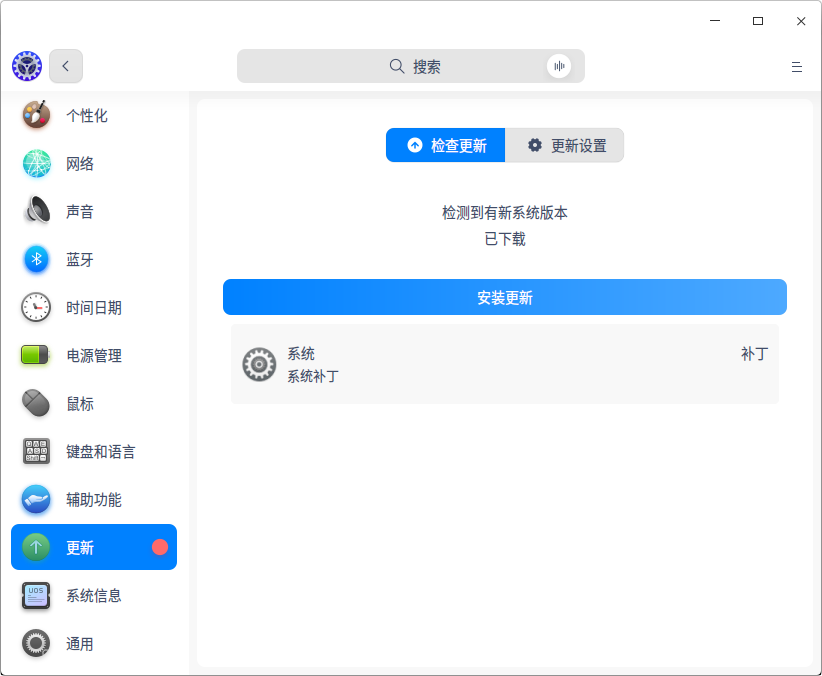 搜索
个性化
网络
声音
蓝牙
时间日期
电源管理
鼠标
键盘和语言
辅助功能
更新
UOS
系统信息
通用
检查更新
更新设置
检测到有新系统版本
已下载
安装更新
系统
补丁
系统补丁